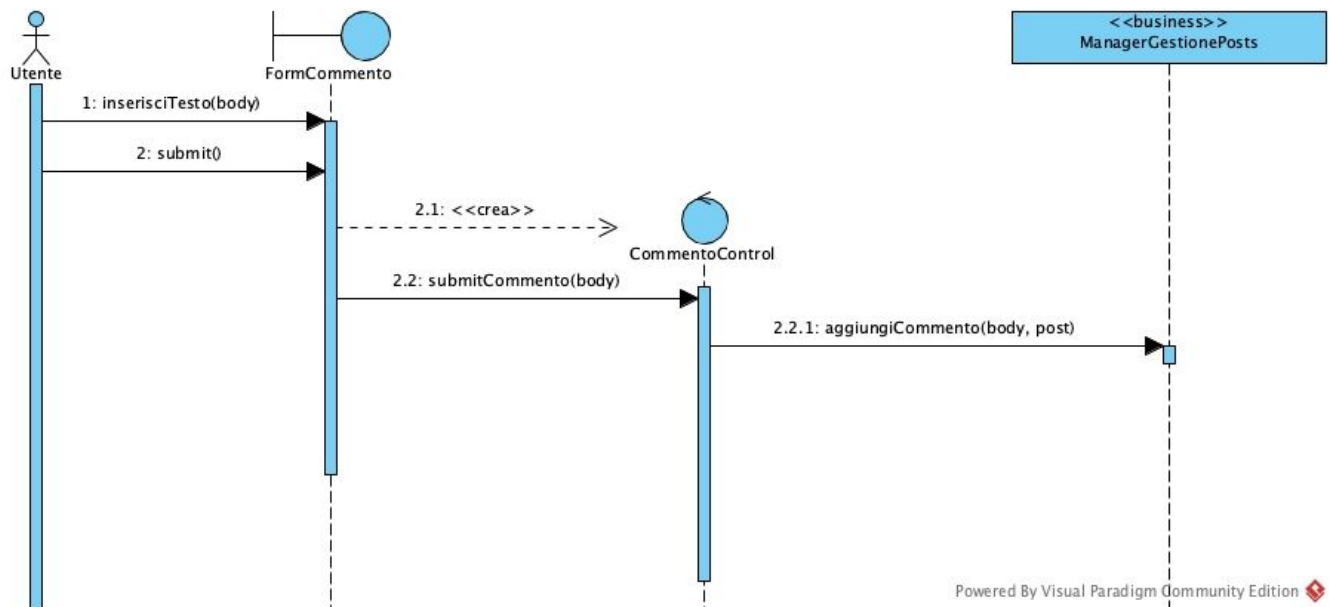 <<business>>
ManagerGestionePosts
Utente
FormCommento
1: inserisciTesto(body)
2: submit()
2.1: <<crea>>
CommentoControl
2.2: submitCommento(body)
2.2.1: aggiungiCommento(body, post)
Powered By Visual Paradigm Community Edition